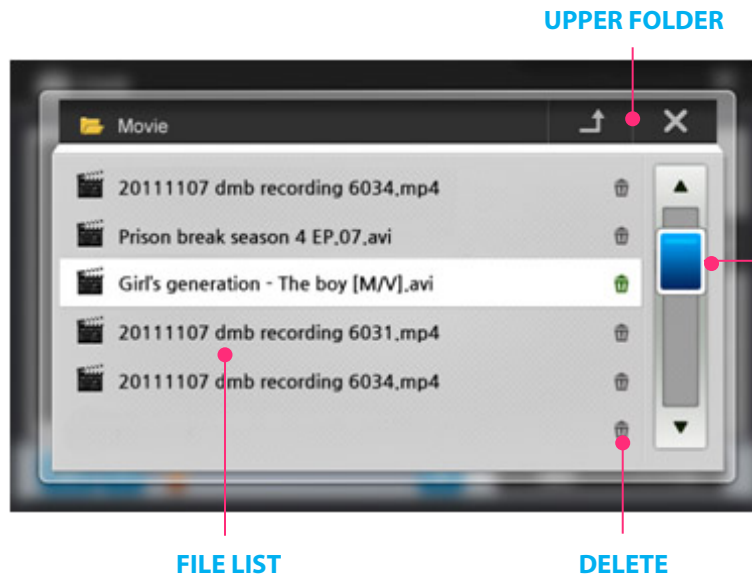 UPPER FOLDER
Movie
20111107 dmb recording 6034.mp4
Prison break season 4 EP.07.avi
Girl's generation - The boy [M/V].avi
20111107 dmb recording 6031.mp4
20111107 dmb recording 6034.mp4
FILE LIST
DELETE